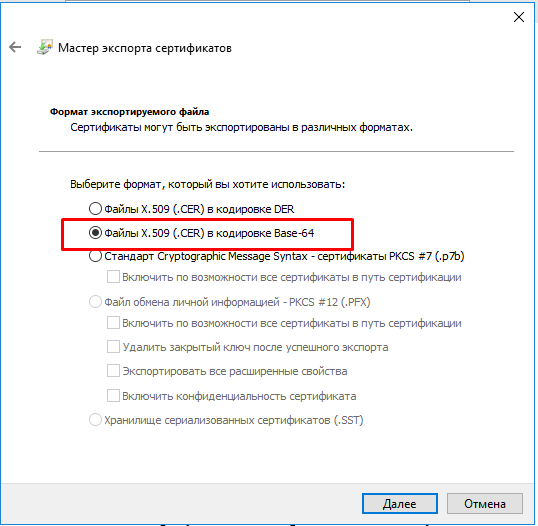 Мастер экспорта сертификатов
Формат экспортируемого файла
Сертификаты могут быть экспортированы в различных форматах.
Выберите формат, который вы хотите использовать:
Файлы X.509 (.CER) в кодировке DER
Файлы X.509 (.CER) в кодировке Base-64
Стандарт Cryptographic Message Syntax - сертификаты PKCS #7 (.p7b)
Включить по возможности все сертификаты в путь сертификации
Файл обмена личной информацией - PKCS #12 (.PFX)
Включить по возможности все сертификаты в путь сертификации
Удалить закрытый ключ после успешного экспорта
Экспортировать все расширенные свойства
Включить конфиденциальность сертификата
Хранилище сериализованных сертификатов (.SST)
Далее
Отмена